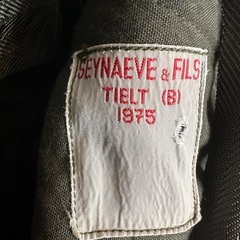 SEYNAEVE & FILS
TIELT (B)
1975